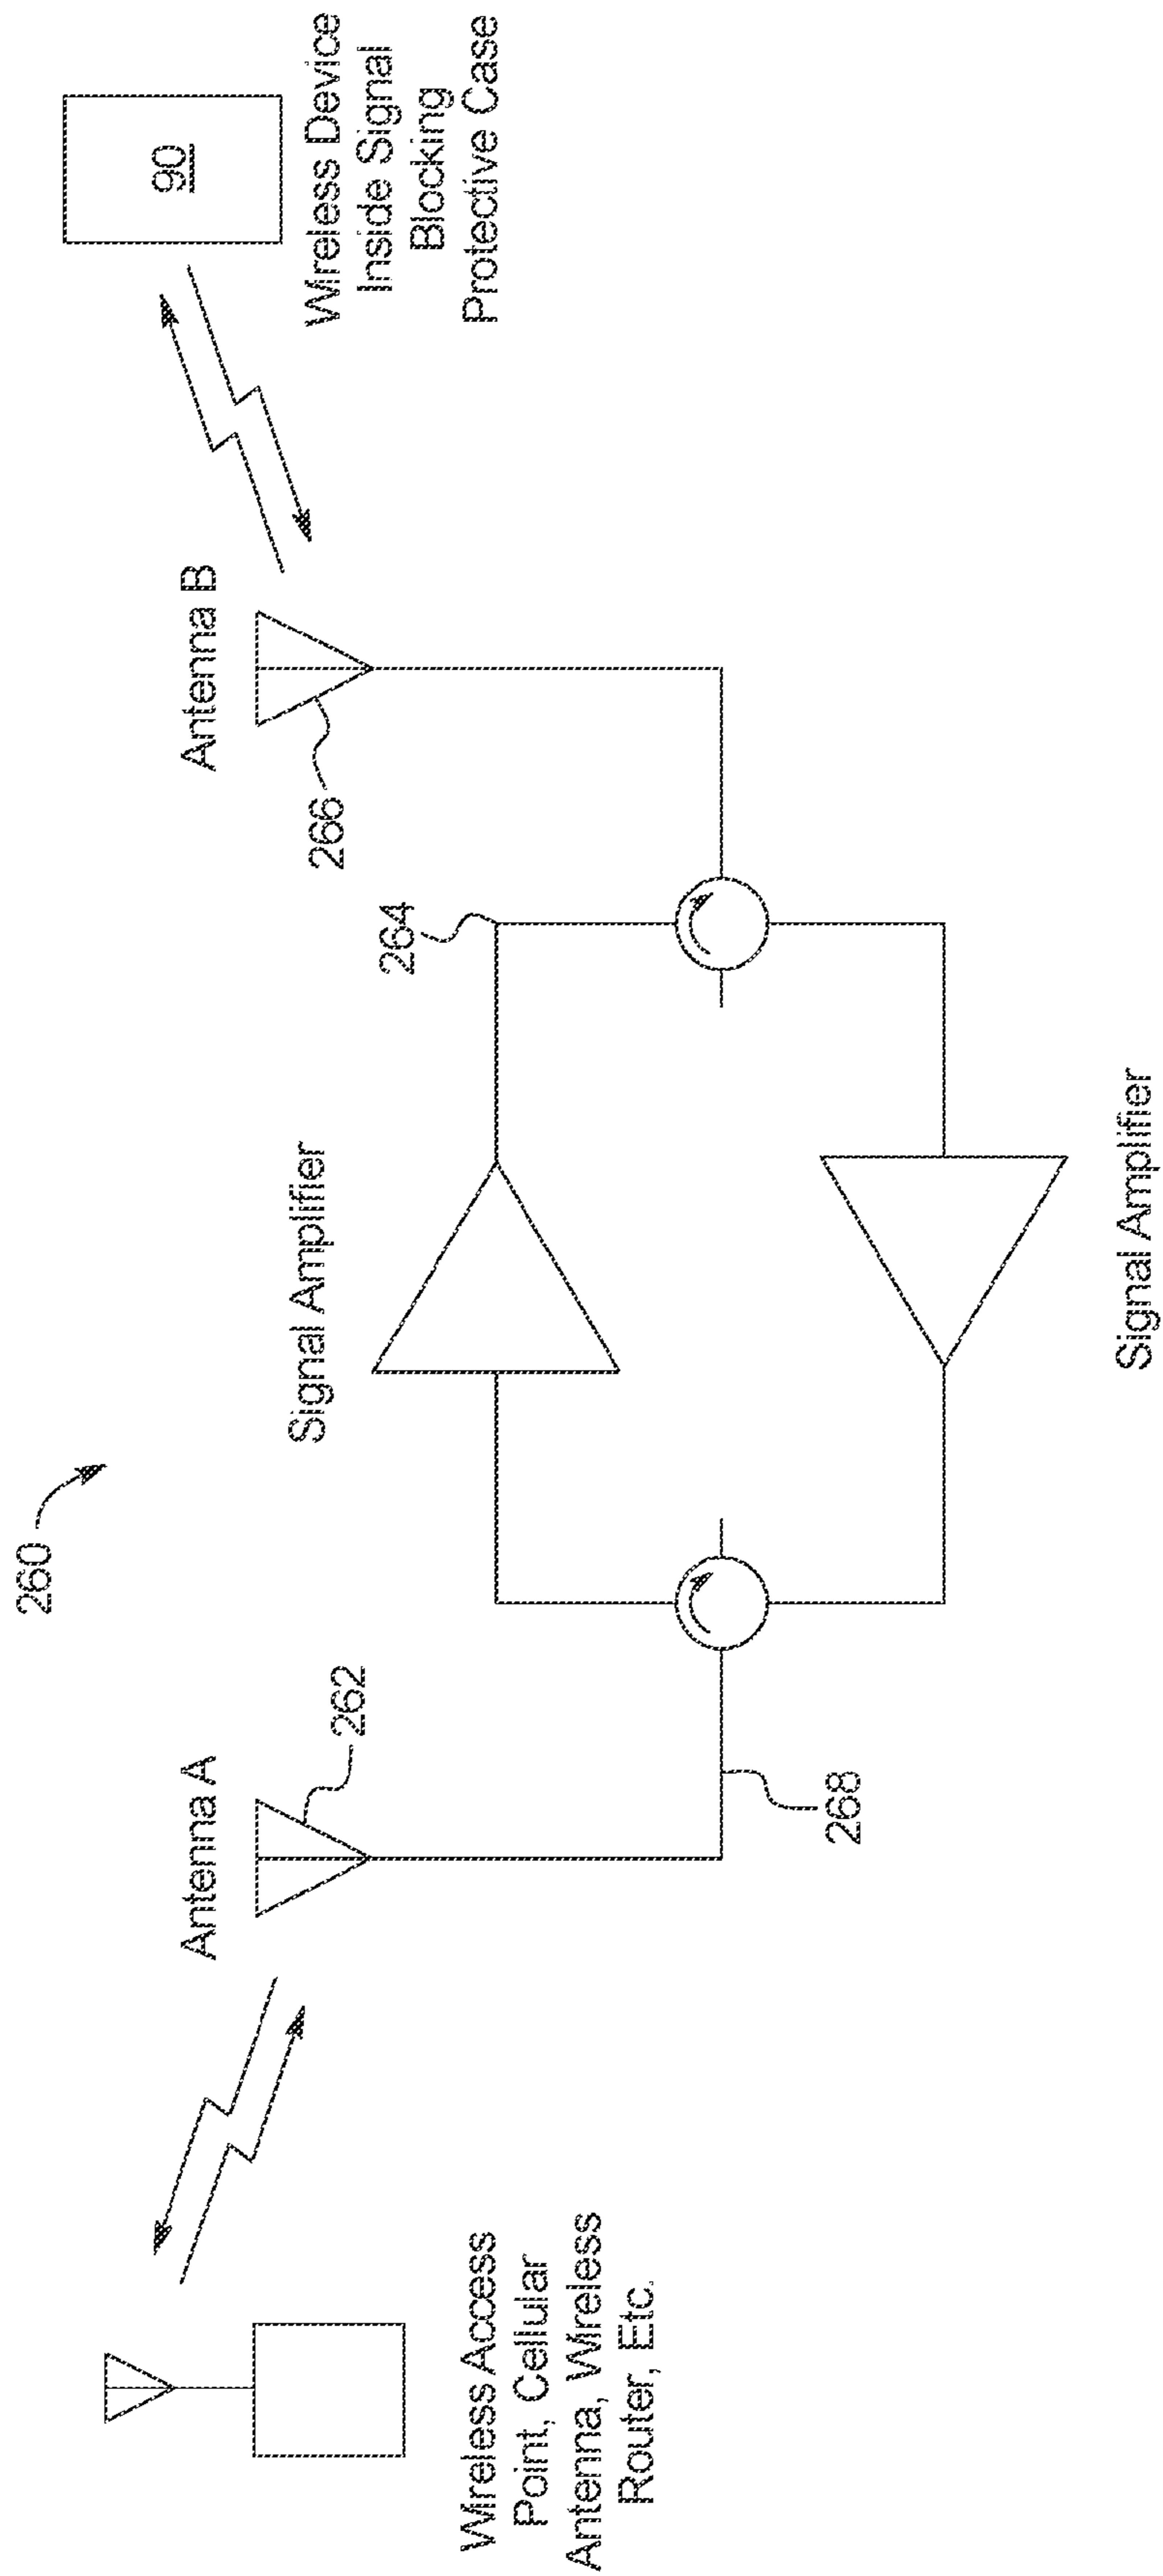 260
Antenna A
262
268
Wireless Access
Point, Cellular
Antenna, Wireless
Router, Etc.
Signal Amplifier
Signal Amplifier
264
Antenna B
266
90
Wireless Device
Inside Signal
Blocking
Protective Case